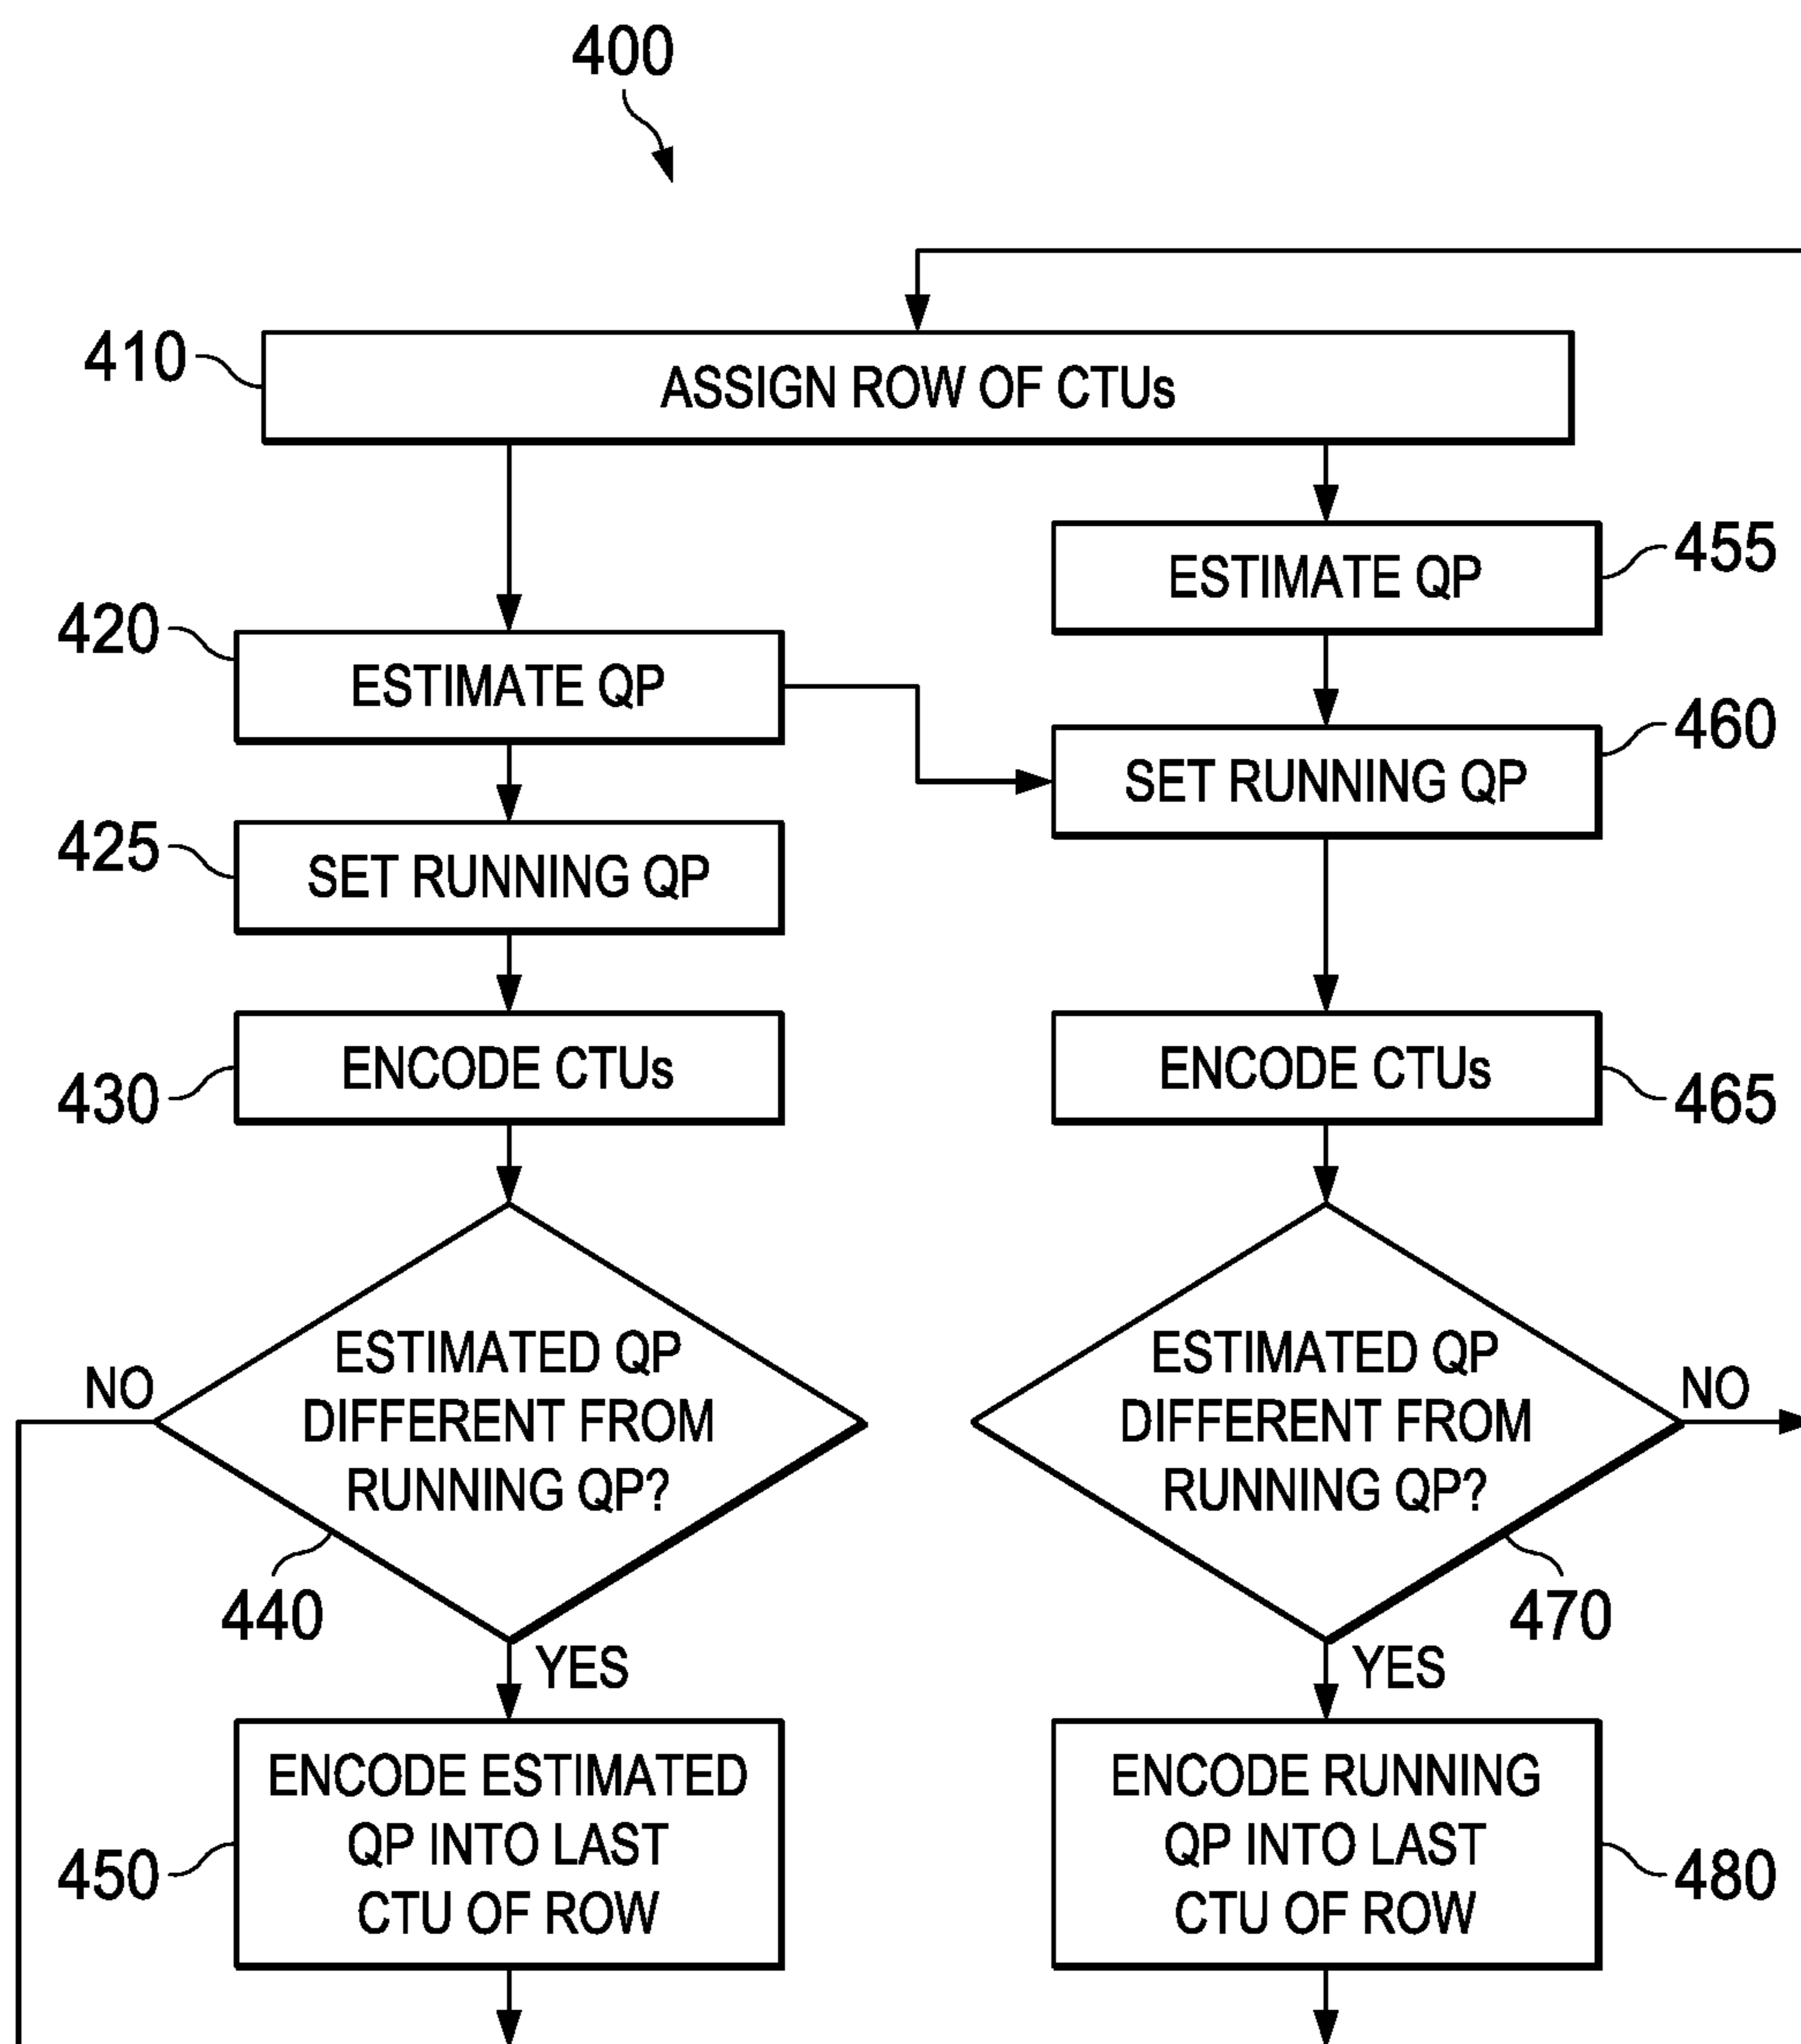 400
410
ASSIGN ROW OF CTUs
455
ESTIMATE QP
420
ESTIMATE QP
460
SET RUNNING QP
425
SET RUNNING QP
430
ENCODE CTUs
ENCODE CTUs
465
NO
ESTIMATED QP
DIFFERENT FROM
RUNNING QP?
440
YES
ESTIMATED QP
DIFFERENT FROM
RUNNING QP?
NO
470
YES
450
ENCODE ESTIMATED
QP INTO LAST
CTU OF ROW
ENCODE RUNNING
QP INTO LAST
CTU OF ROW
480